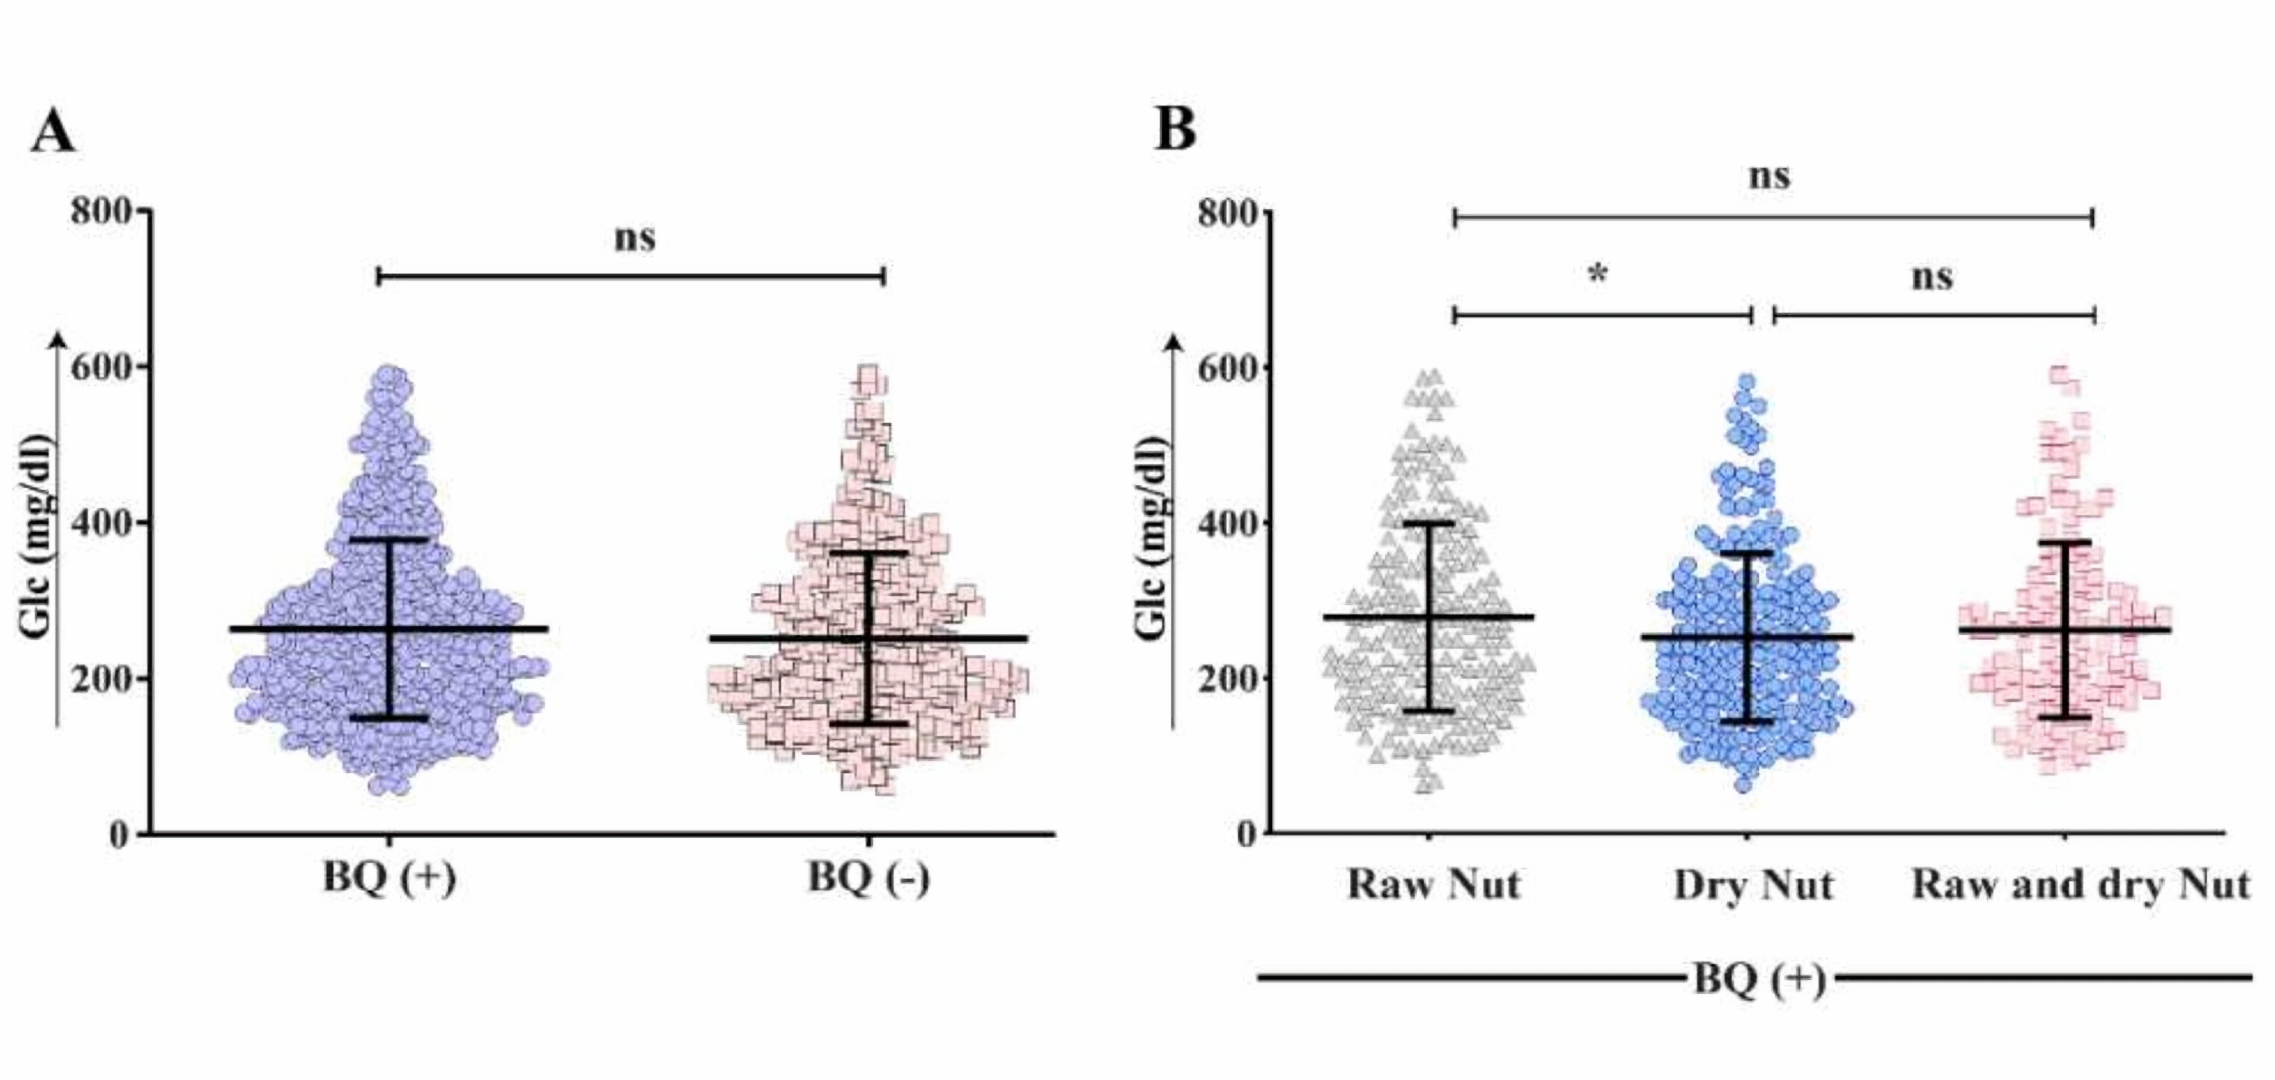 A
B
800
600
400
200
0
Glc (mg/dl)
ns
BQ (+)
BQ (-)
800
600
400
200
0
Glc (mg/dl)
ns
*
ns
Raw Nut
Dry Nut
Raw and dry Nut
BQ (+)